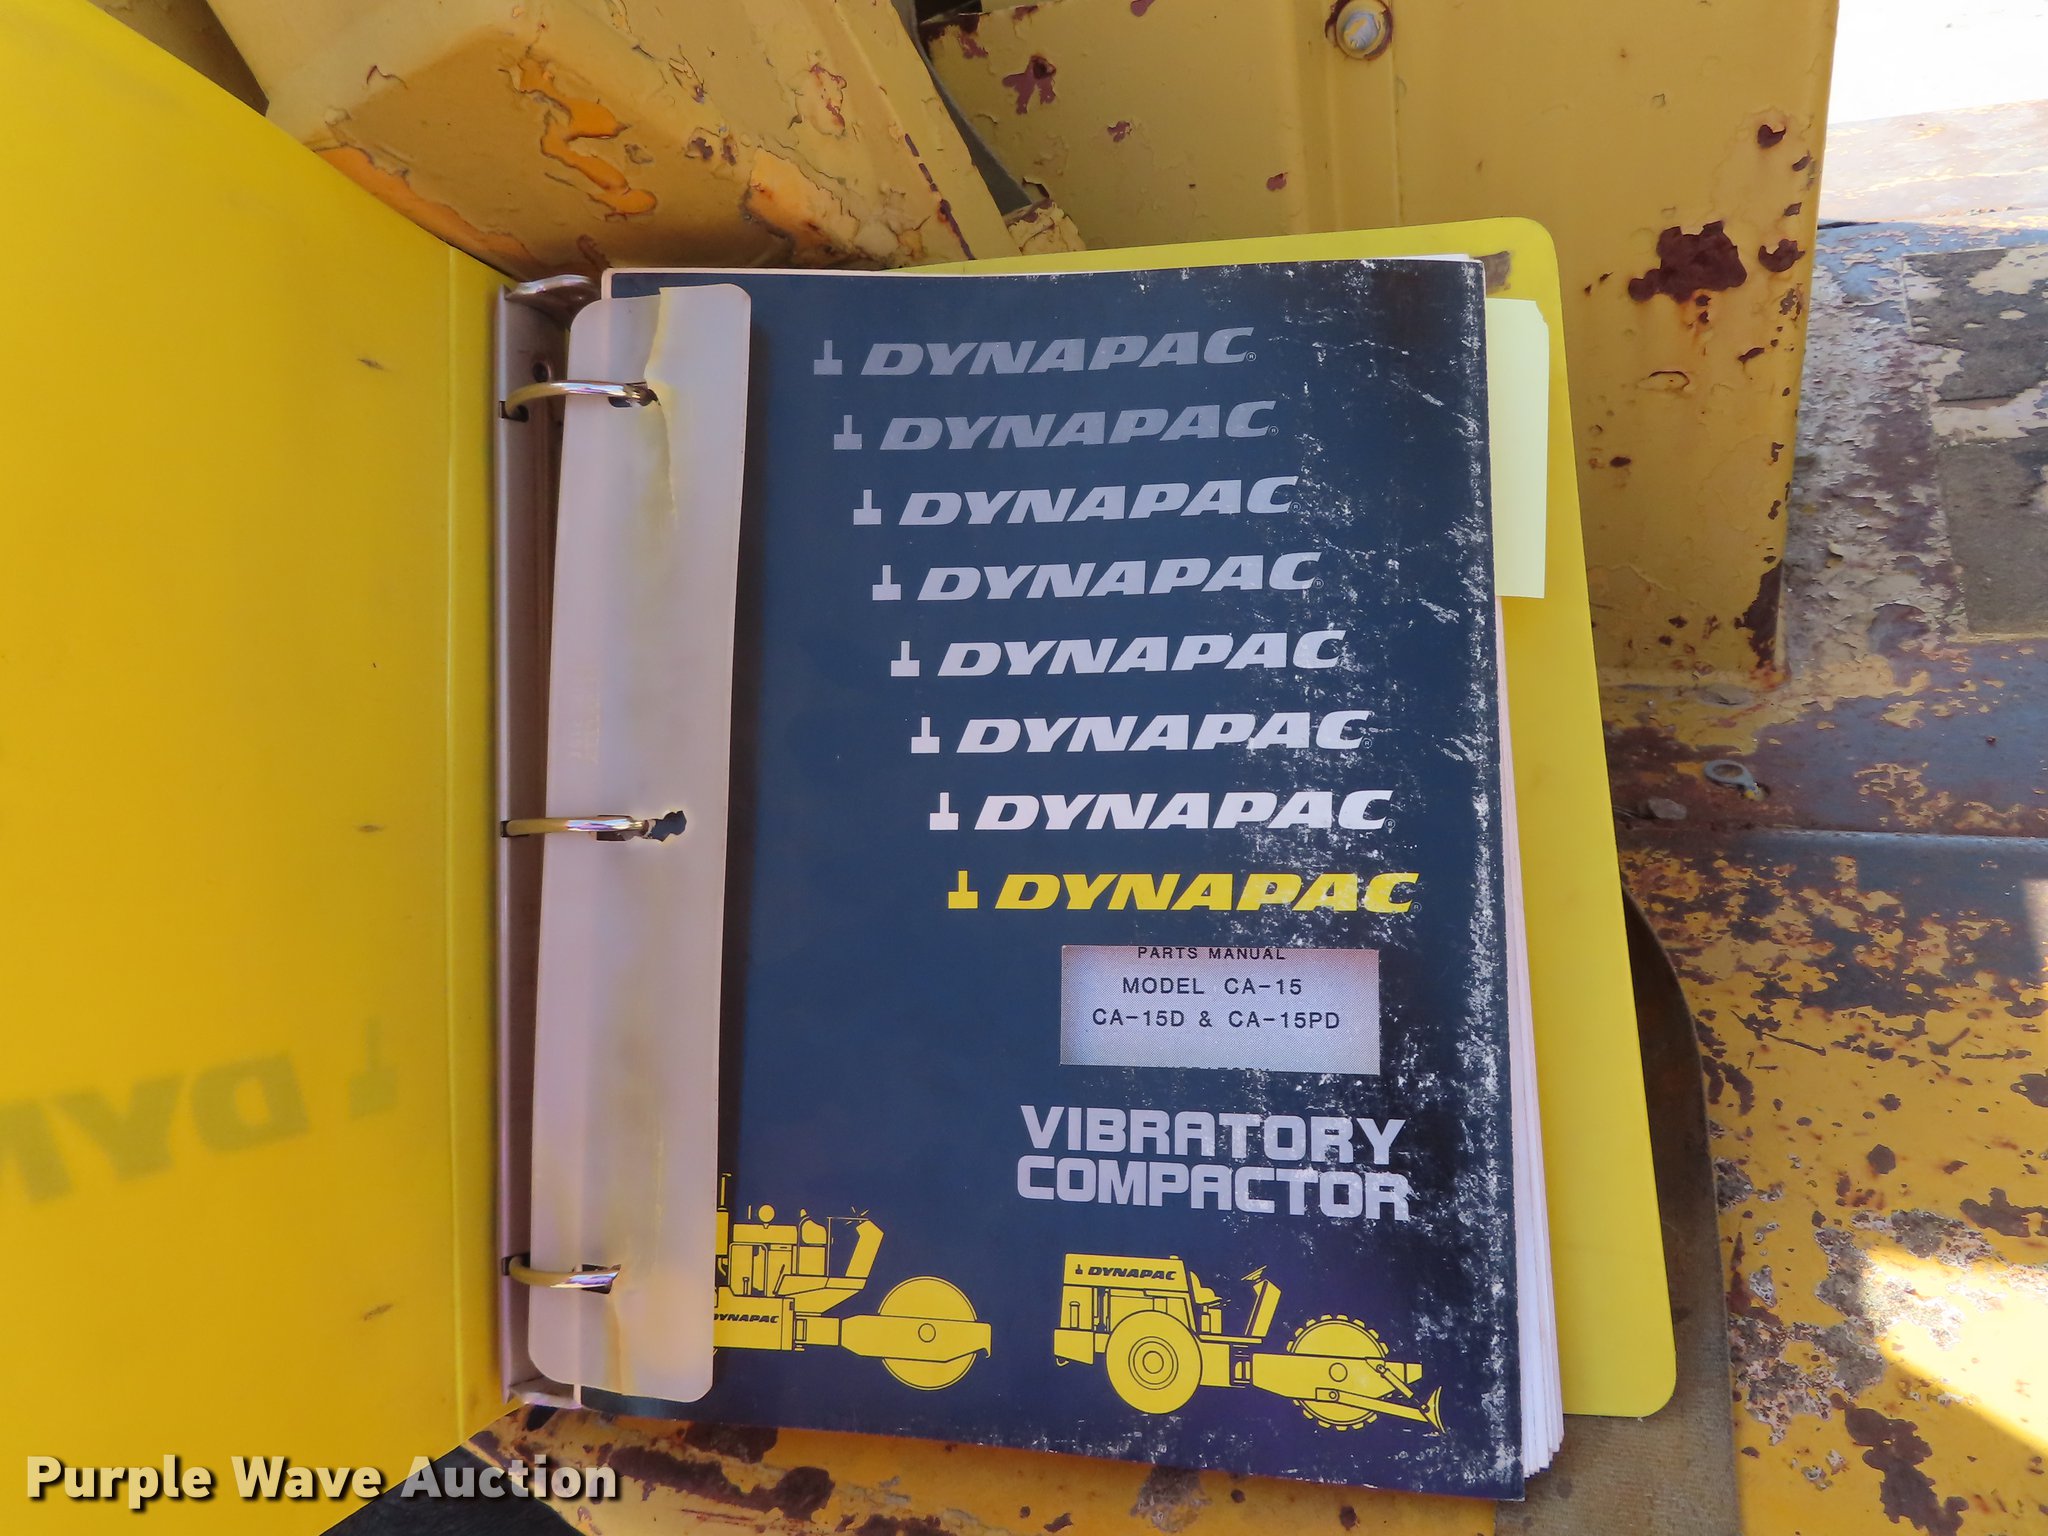 DYNAPAC®
DYNAPAC®
DYNAPAC®
DYNAPAC®
DYNAPAC®
DYNAPAC®
DYNAPAC®
DYNAPAC®
PARTS MANUAL
MODEL CA-15
CA-15D & CA-15PD
VIBRATORY
COMPACTOR
DYNAPAC
DYNAPAC
DYN
Purple Wave Auction